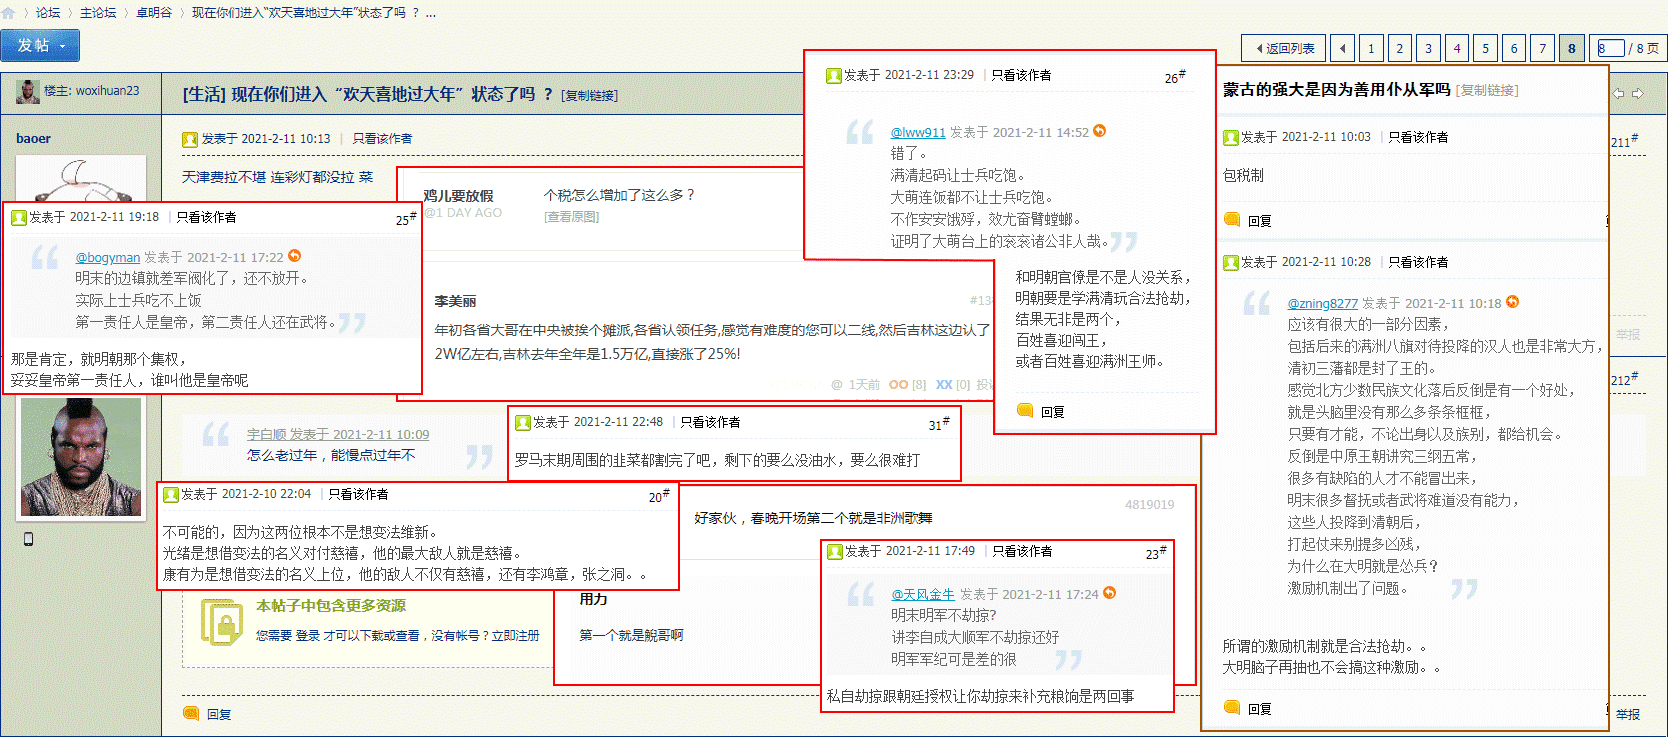 论坛 〉 主论坛 〉 卓明谷 〉 现在你们进入“欢天喜地过大年”状态了吗 ？ ...
发帖
返回列表 1 2 3 4 5 6 7 8 8 / 8 页
楼主: woxihuan23
[生活] 现在你们进入“欢天喜地过大年”状态了吗 ？ [复制链接]
baoer
发表于 2021-2-11 10:13 | 只看该作者
211#
天津费拉不堪 连彩灯都没拉 菜
鸡儿要放假
@1 DAY AGO
个税怎么增加了这么多？
[查看原图]
发表于 2021-2-11 19:18 | 只看该作者
25#
@bogyman 发表于 2021-2-11 17:22
明末的边镇就差军阀化了，还不放开。
实际上士兵吃不上饭
第一责任人是皇帝，第二责任人还在武将。
那是肯定，就明朝那个集权，
妥妥皇帝第一责任人，谁叫他是皇帝呢
李美丽
#13
年初各省大哥在中央被挨个摊派,各省认领任务,感觉有难度的您可以二线,然后吉林这边认了
2W亿左右,吉林去年全年是1.5万亿,直接涨了25%!
@ 1天前 OO [8] XX [0]
发表于 2021-2-11 23:29 | 只看该作者
26#
@lww911 发表于 2021-2-11 14:52
错了。
满清起码让士兵吃饱。
大萌连饭都不让士兵吃饱。
不作安安饿殍，效尤奋臂螳螂。
证明了大萌台上的衮衮诸公非人哉。
和明朝官僚是不是人没关系，
明朝要是学满清玩合法抢劫，
结果无非是两个，
百姓喜迎闯王，
或者百姓喜迎满洲王师。
回复
蒙古的强大是因为善用仆从军吗 [复制链接]
发表于 2021-2-11 10:03 | 只看该作者
包税制
回复
发表于 2021-2-11 10:28 | 只看该作者
@zning8277 发表于 2021-2-11 10:18
应该有很大的一部分因素，
包括后来的满洲八旗对待投降的汉人也是非常大方，
清初三藩都是封了王的。
感觉北方少数民族文化落后反倒是有一个好处，
就是头脑里没有那么多条条框框，
只要有才能，不论出身以及族别，都给机会。
反倒是中原王朝讲究三纲五常，
很多有缺陷的人才不能冒出来，
明末很多督抚或者武将难道没有能力，
这些人投降到清朝后，
打起仗来别提多凶残，
为什么在大明就是怂兵？
激励机制出了问题。
所谓的激励机制就是合法抢劫。。
大明脑子再抽也不会搞这种激励。。
回复
举报
212#
宇白顺 发表于 2021-2-11 10:09
怎么老过年，能慢点过年不
发表于 2021-2-11 22:48 | 只看该作者
31#
罗马末期周围的韭菜都割完了吧，剩下的要么没油水，要么很难打
发表于 2021-2-10 22:04 | 只看该作者
20#
不可能的，因为这两位根本不是想变法维新。
光绪是想借变法的名义对付慈禧，他的最大敌人就是慈禧。
康有为是想借变法的名义上位，他的敌人不仅有慈禧，还有李鸿章，张之洞。。
4819019
好家伙，春晚开场第二个就是非洲歌舞
用力
第一个就是鮸哥啊
发表于 2021-2-11 17:49 | 只看该作者
23#
@天风金牛 发表于 2021-2-11 17:24
明末明军不劫掠?
讲李自成大顺军不劫掠还好
明军军纪可是差的很
私自劫掠跟朝廷授权让你劫掠来补充粮饷是两回事
本帖子中包含更多资源
您需要 登录 才可以下载或查看，没有帐号？立即注册
回复
举报